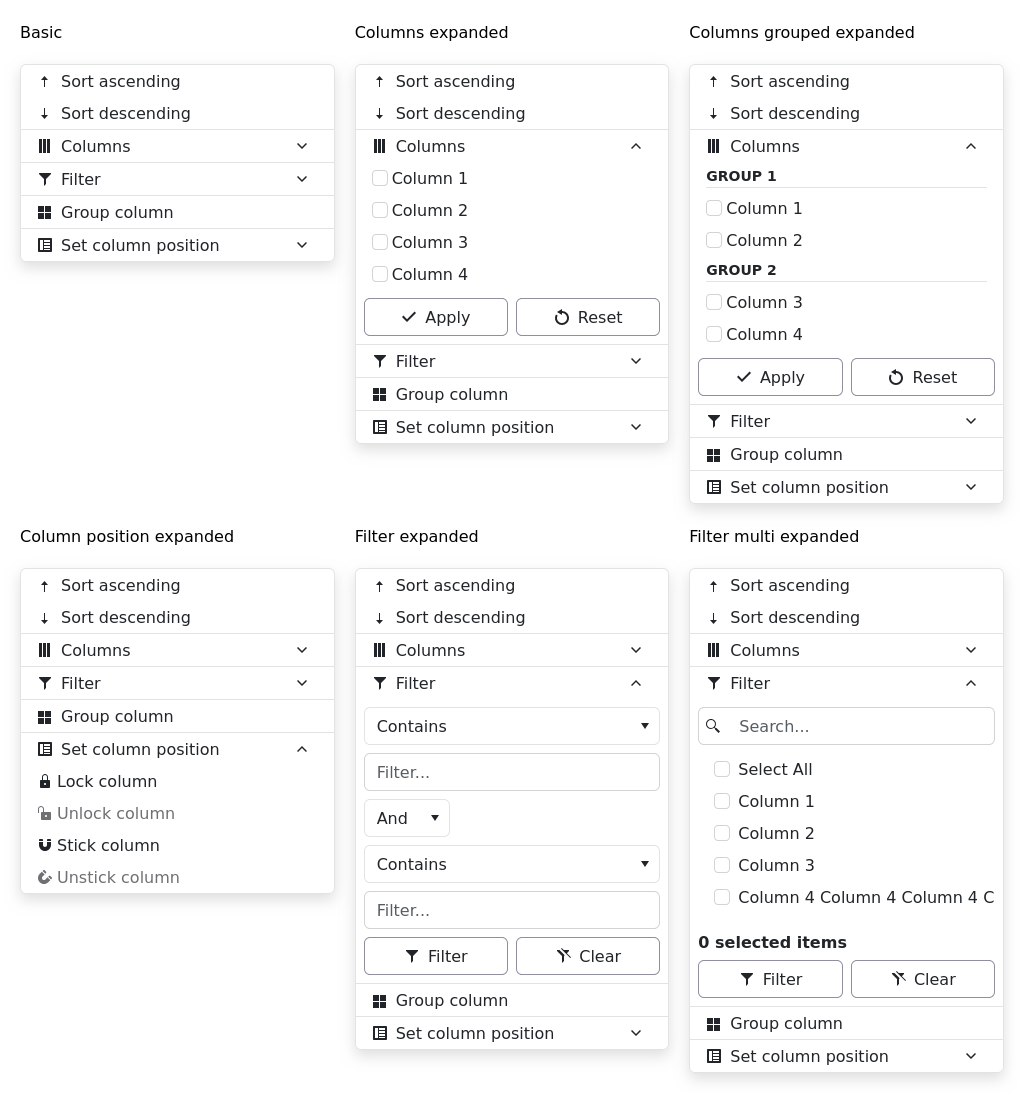 Basic
Sort ascending
Sort descending
Columns
Filter
Group column
Set column position
Columns expanded
Sort ascending
Sort descending
Columns
Column 1
Column 2
Column 3
Column 4
Apply Reset
Filter
Group column
Set column position
Columns grouped expanded
Sort ascending
Sort descending
Columns
GROUP 1
Column 1
Column 2
GROUP 2
Column 3
Column 4
Apply Reset
Filter
Group column
Set column position
Column position expanded
Sort ascending
Sort descending
Columns
Filter
Group column
Set column position
Lock column
Unlock column
Stick column
Unstick column
Filter expanded
Sort ascending
Sort descending
Columns
Filter
Contains
Filter...
And
Contains
Filter...
Filter Clear
Group column
Set column position
Filter multi expanded
Sort ascending
Sort descending
Columns
Filter
Search...
Select All
Column 1
Column 2
Column 3
Column 4 Column 4 Column 4 C
0 selected items
Filter Clear
Group column
Set column position